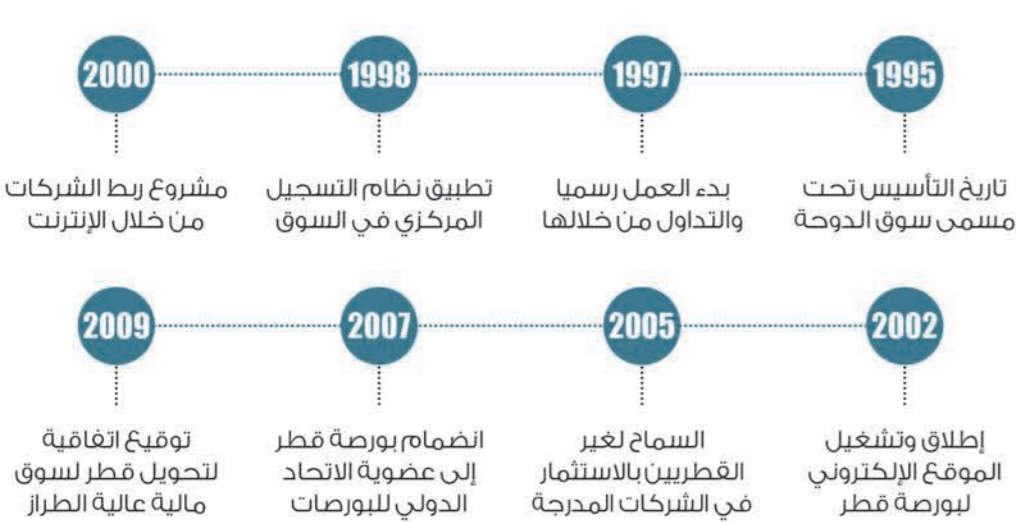 1995
تاريخ التأسيس تحت
مسمى سوق الدوحة
1997
بدء العمل رسميا
والتداول من خلالها
1998
تطبيق نظام التسجيل
المركزي في السوق
2000
مشروع ربط الشركات
من خلال الإنترنت
2002
إطلاق وتشغيل
الموقع الإلكتروني
لبورصة قطر
2005
السماح لغير
القطريين بالاستثمار
في الشركات المدرجة
2007
انضمام بورصة قطر
إلى عضوية الاتحاد
الدولي للبورصات
2009
توقيع اتفاقية
لتحويل قطر لسوق
مالية عالية الطراز